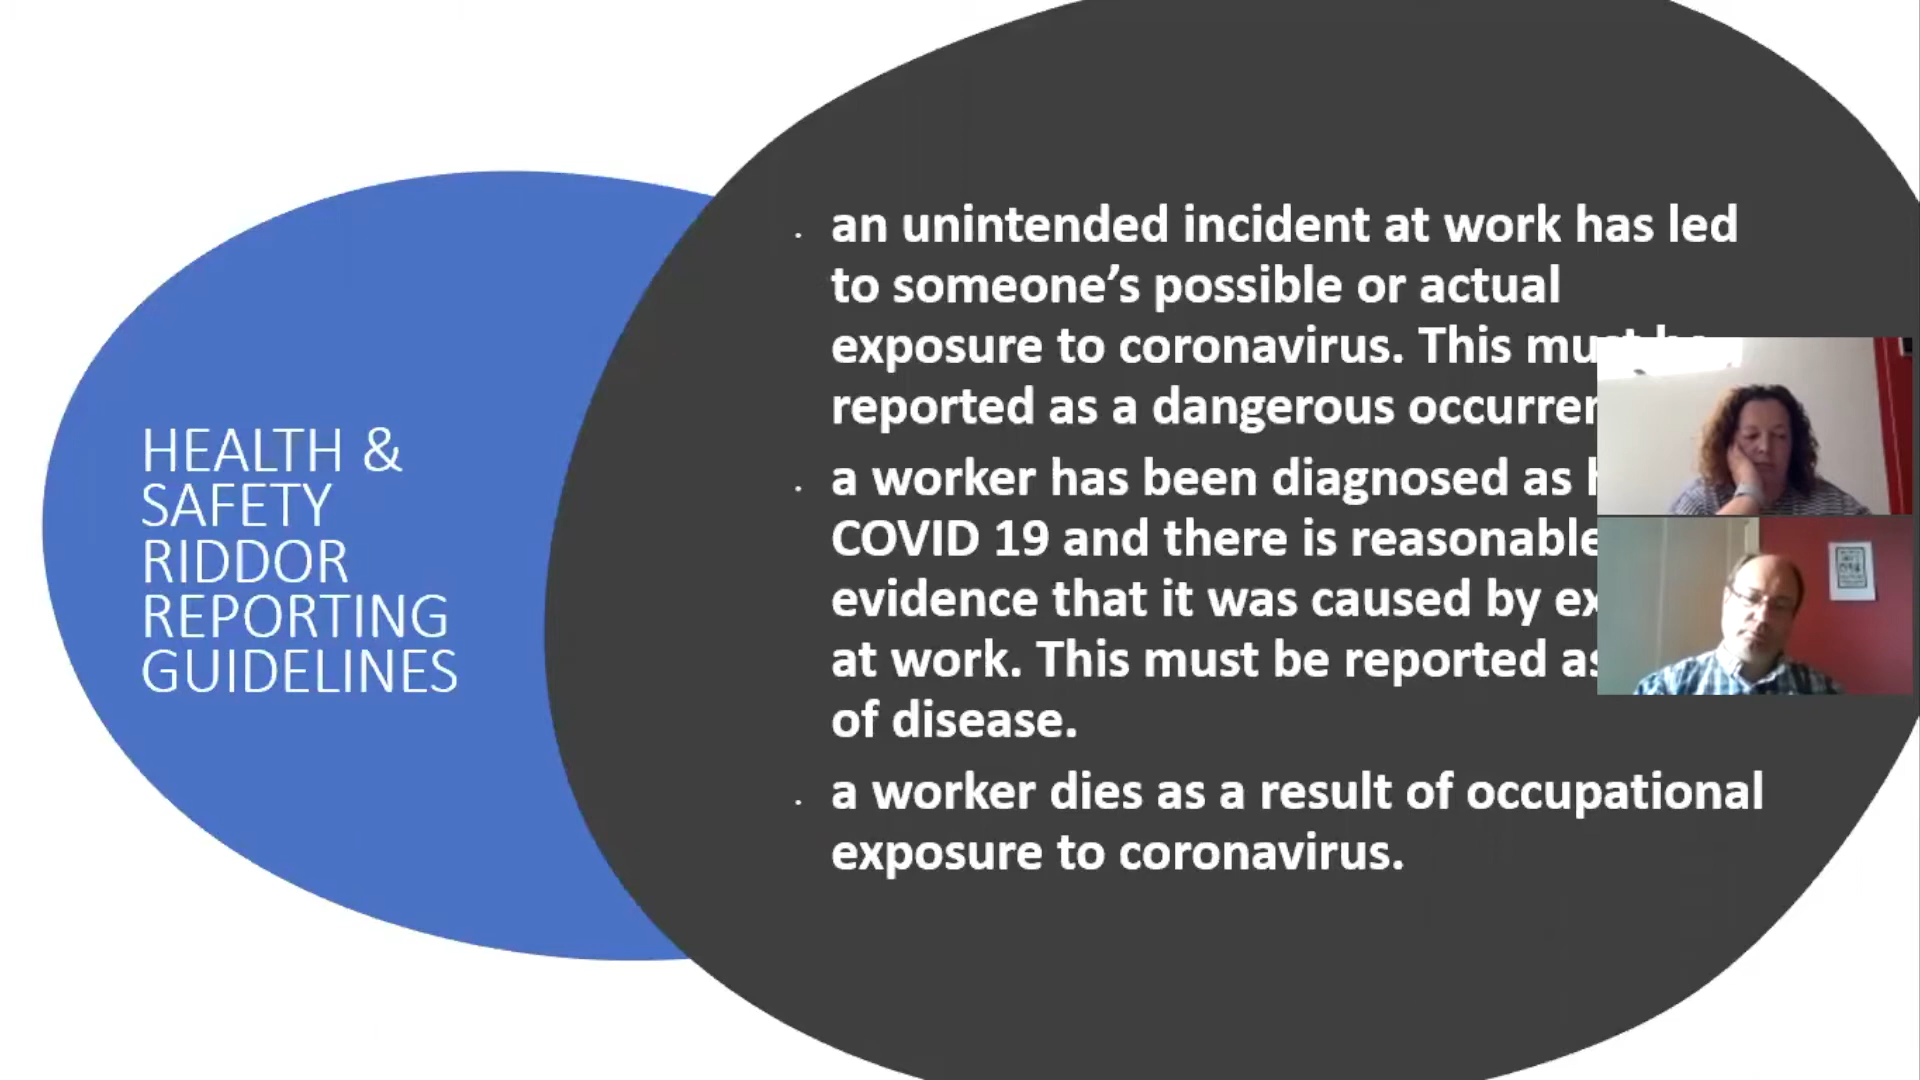 HEALTH &
SAFETY
RIDDOR
REPORTING
GUIDELINES
an unintended incident at work has led
to someone’s possible or actual
exposure to coronavirus. This
reported as a dangerous
a worker has been diagnosed as
COVID 19 and there is reasonable
evidence that it was caused by
at work. This must be reported as
of disease.
a worker dies as a result of occupational
exposure to coronavirus.